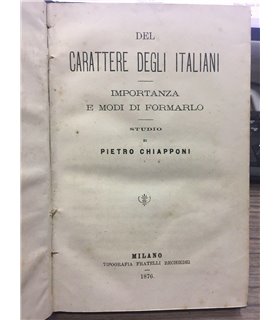 DEL
CARATTERE DEGLI ITALIANI
IMPORTANZA
E MODI DI FORMARLO
STUDIO
DI
PIETRO CHIAPPONI
MILANO
TIPOGRAFIA FRATELLI RECHIEDEI
1876.